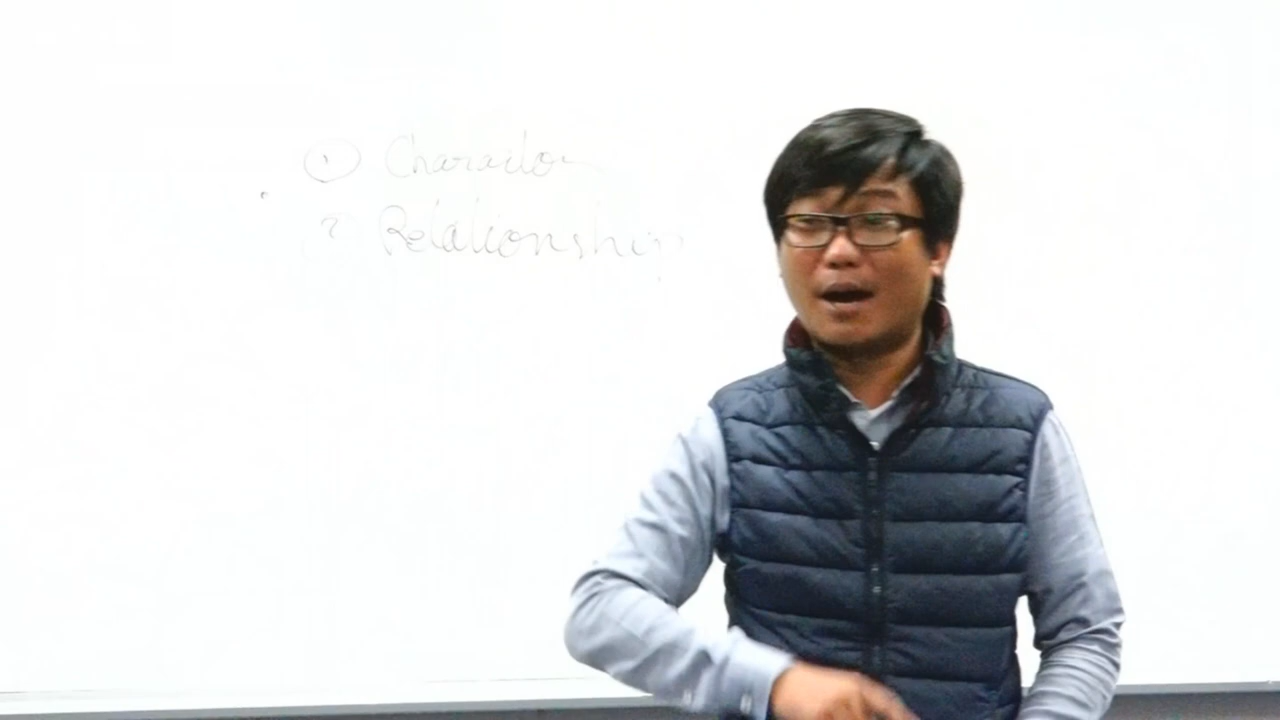 ① Character
② Relationship